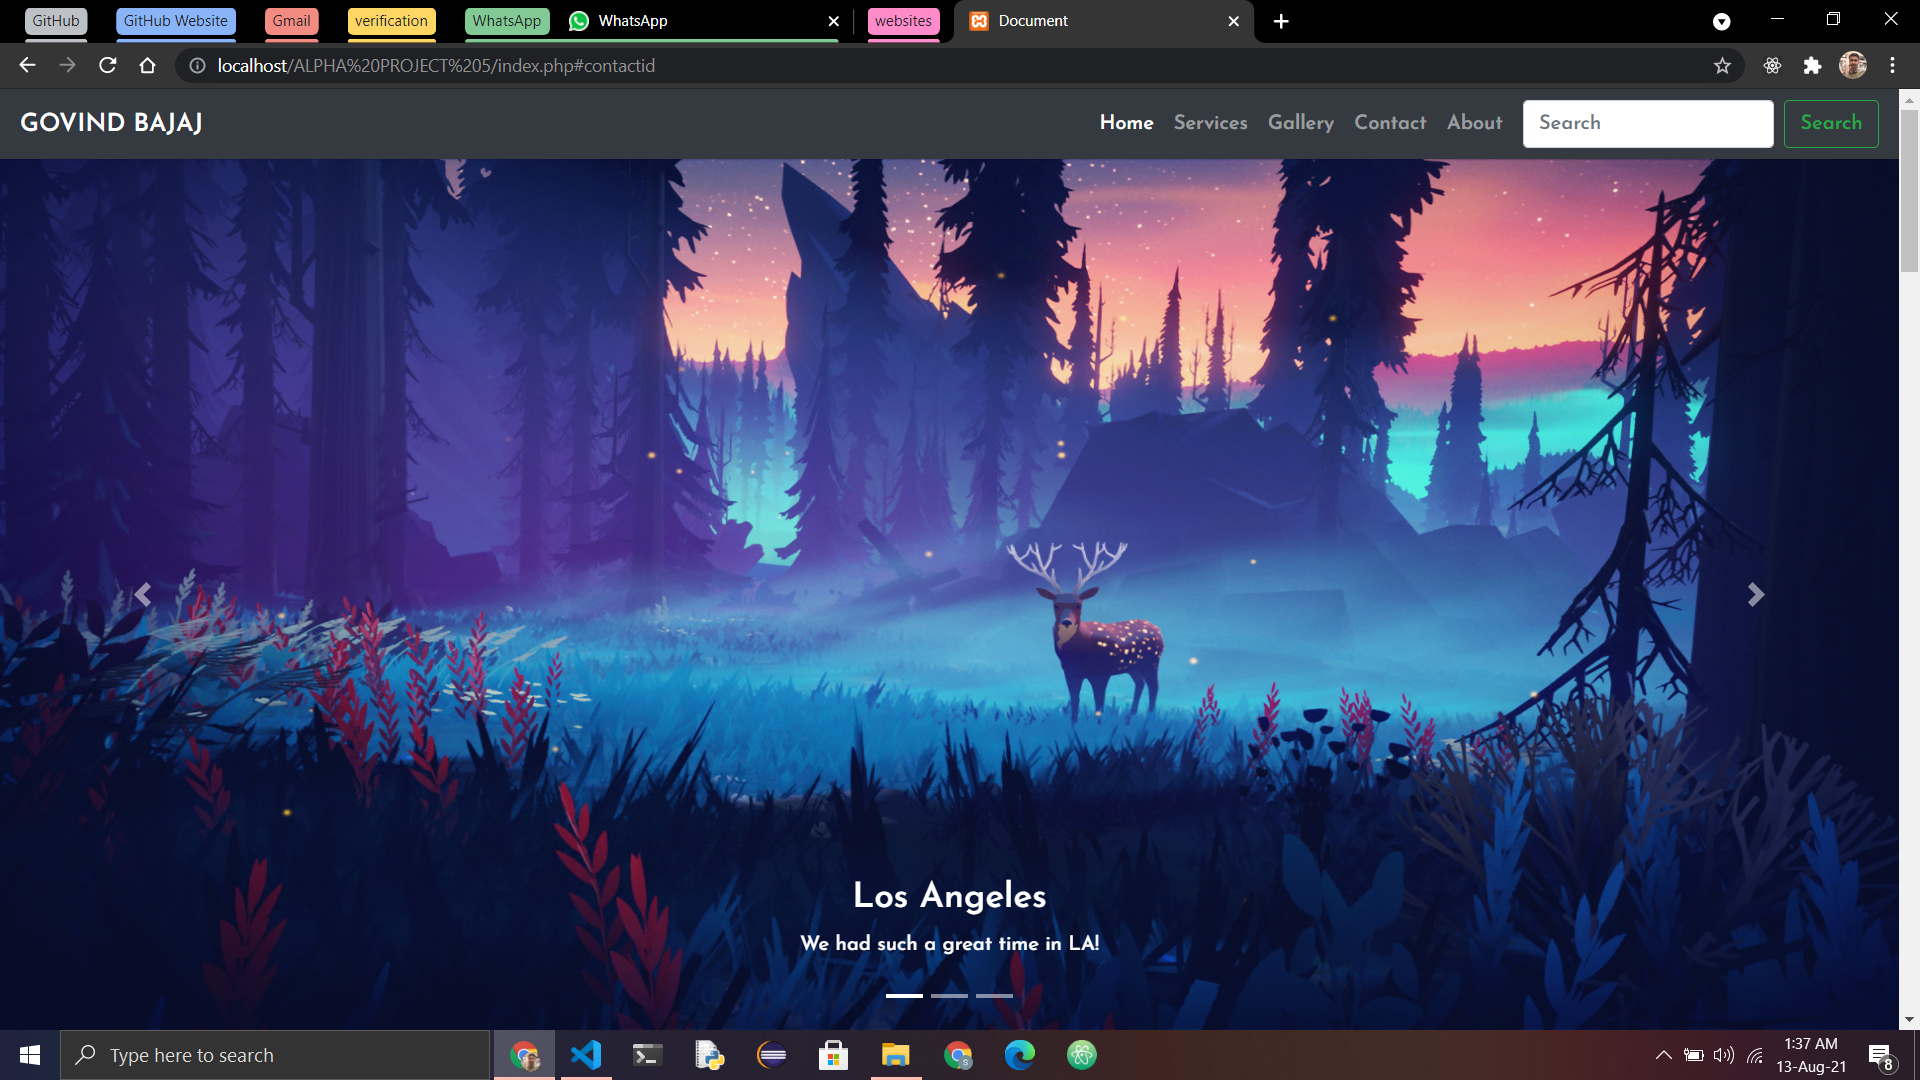 GitHub GitHub Website Gmail verification WhatsApp WhatsApp websites Document
localhost/ALPHA%20PROJECT%205/index.php#contactid
GOVIND BAJAJ Home Services Gallery Contact About Search Search
Los Angeles
We had such a great time in LA!
Type here to search
1:37 AM
13-Aug-21
8